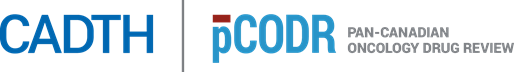 CADTH
pCODR
PAN-CANADIAN
ONCOLOGY DRUG REVIEW